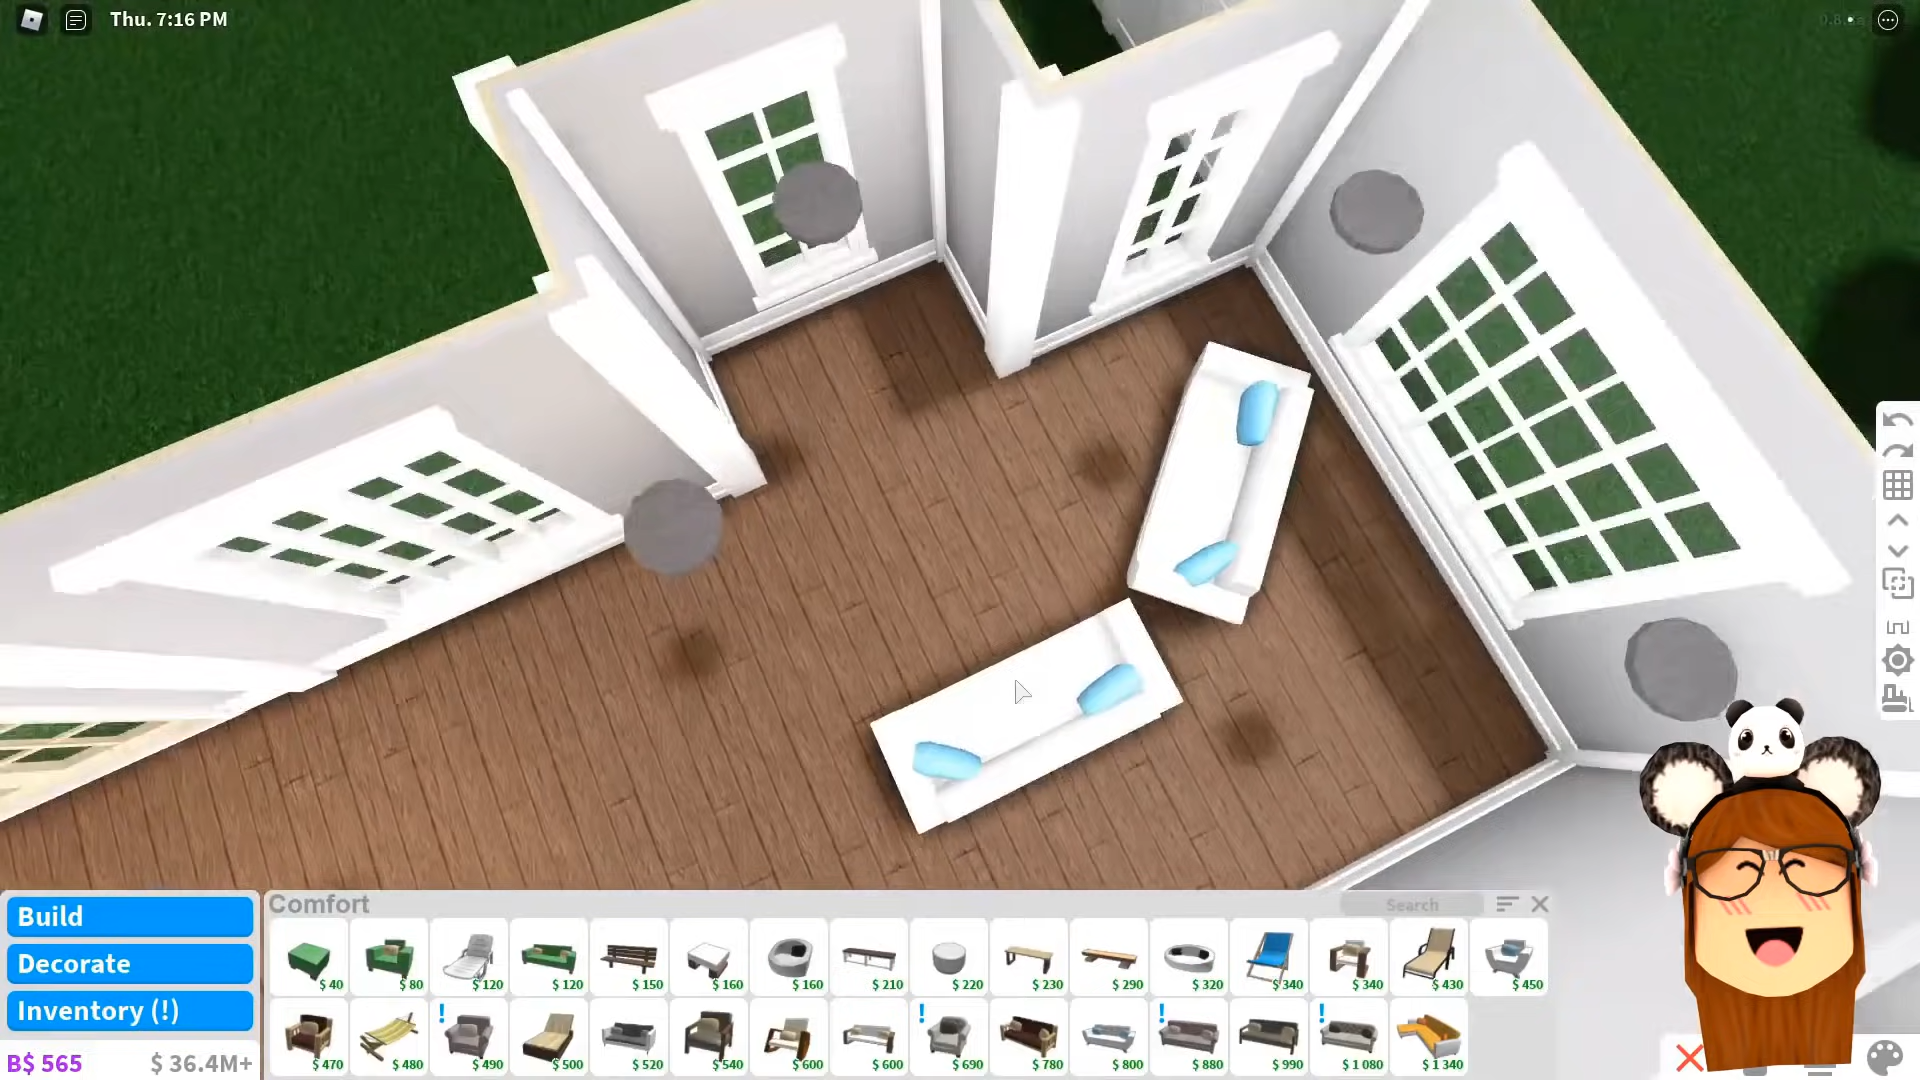 Thu. 7:16 PM
Build
Decorate
Inventory (!)
B$ 565
$ 36.4M+
Comfort
Search
$ 40
$ 80
$ 120
$ 120
$ 150
$ 160
$ 160
$ 210
$ 220
$ 230
$ 290
$ 320
$ 340
$ 340
$ 430
$ 450
$ 470
$ 480
! $ 490
$ 500
$ 520
$ 540
$ 600
$ 600
! $ 690
$ 780
$ 800
! $ 880
$ 990
! $ 1 080
$ 1 340